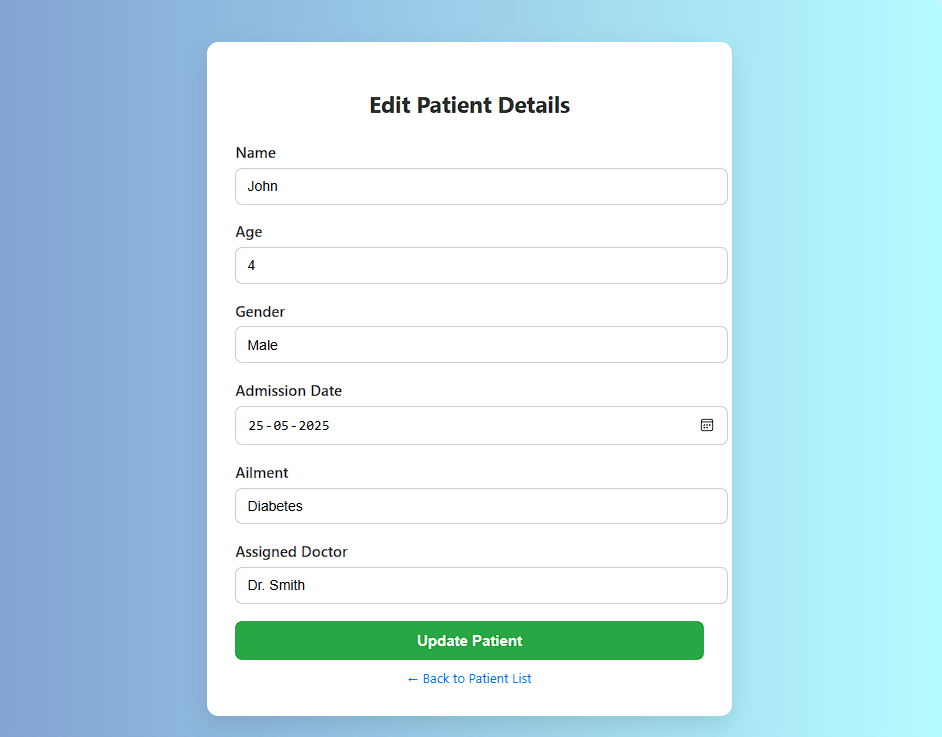 Edit Patient Details
Name
John
Age
4
Gender
Male
Admission Date
25-05-2025
Ailment
Diabetes
Assigned Doctor
Dr. Smith
Update Patient
← Back to Patient List